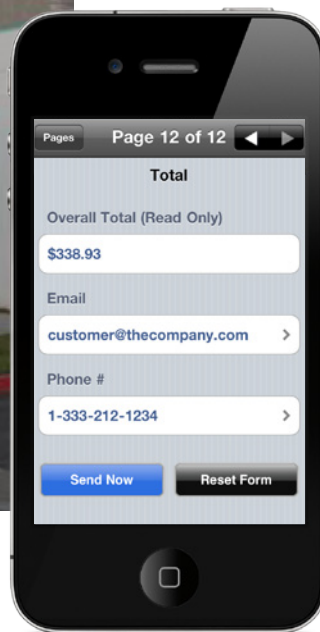 Pages
Page 12 of 12
Total
Overall Total (Read Only)
$338.93
Email
customer@thecompany.com
Phone #
1-333-212-1234
Send Now
Reset Form